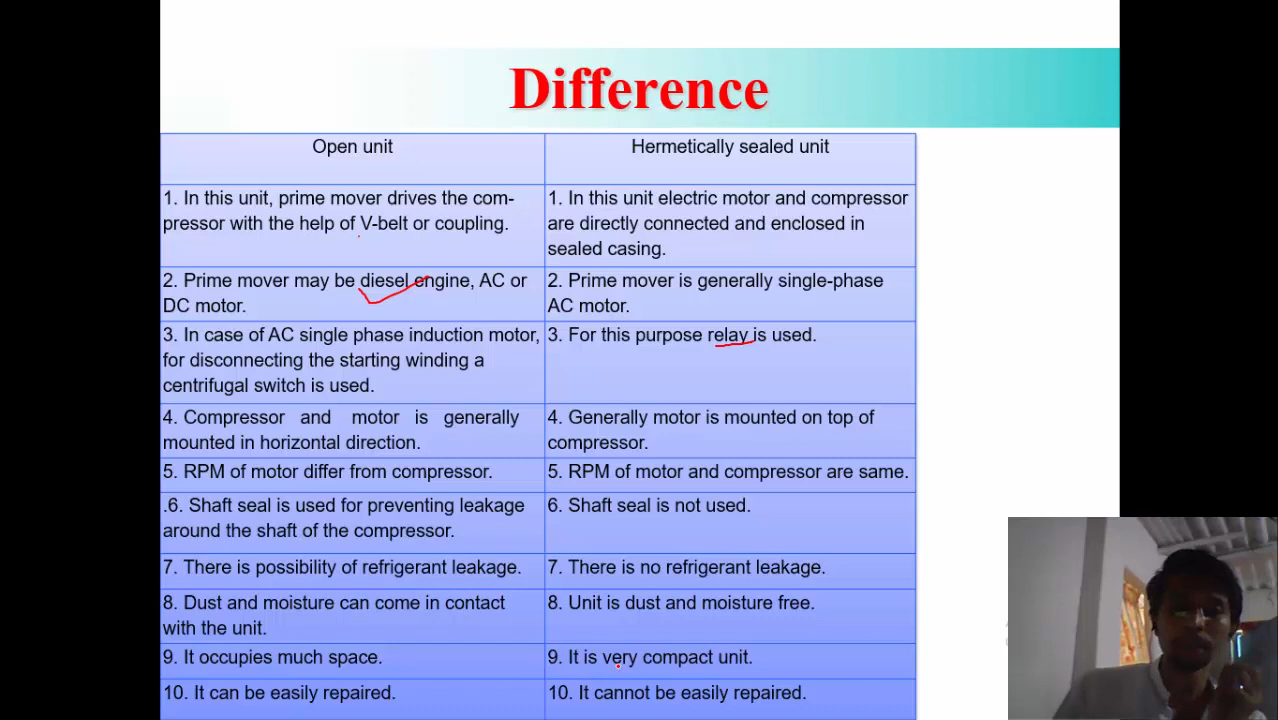 Difference
Open unit
Hermetically sealed unit
1. In this unit, prime mover drives the com-
pressor with the help of V-belt or coupling.
1. In this unit electric motor and compressor
are directly connected and enclosed in
sealed casing.
2. Prime mover may be diesel engine, AC or
DC motor.
2. Prime mover is generally single-phase
AC motor.
3. In case of AC single phase induction motor,
for disconnecting the starting winding a
centrifugal switch is used.
3. For this purpose relay is used.
4. Compressor and motor is generally
mounted in horizontal direction.
4. Generally motor is mounted on top of
compressor.
5. RPM of motor differ from compressor.
5. RPM of motor and compressor are same.
.6. Shaft seal is used for preventing leakage
around the shaft of the compressor.
6. Shaft seal is not used.
7. There is possibility of refrigerant leakage.
7. There is no refrigerant leakage.
8. Dust and moisture can come in contact
with the unit.
8. Unit is dust and moisture free.
9. It occupies much space.
9. It is very compact unit.
10. It can be easily repaired.
10. It cannot be easily repaired.